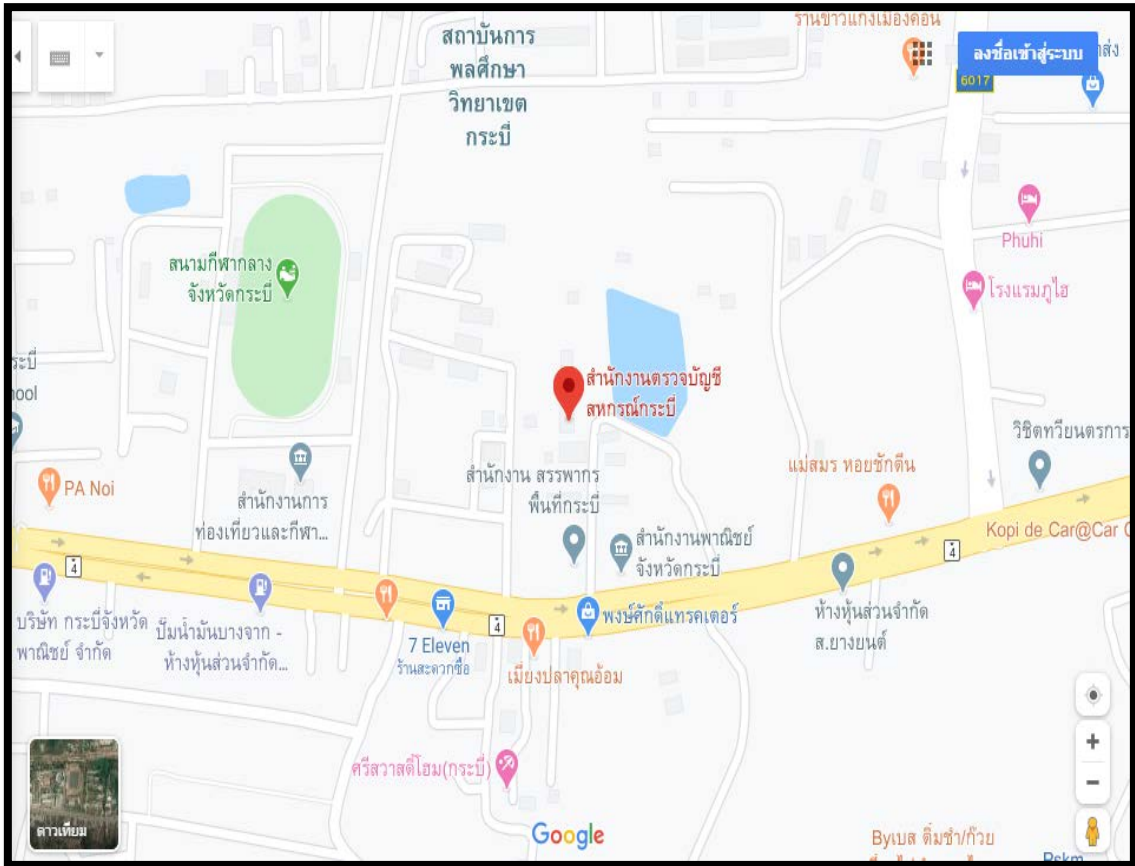 ร้านข้าวแกงเมืองคอน
สถาบันการ
พลศึกษา
วิทยาเขต
กระบี่
ลงชื่อเข้าสู่ระบบ
6017
Phuhi
สนามกีฬากลาง
จังหวัดกระบี่
โรงแรมภูไฮ
สำนักงานตรวจบัญชี
สหกรณ์กระบี่
วิชิตทวียนตรการ
แม่สมร หอยชักตีน
สำนักงาน สรรพากร
พื้นที่กระบี่
PA Noi
สำนักงานการ
ท่องเที่ยวและกีฬา...
สำนักงานพาณิชย์
จังหวัดกระบี่
Kopi de Car@Car
4
4
4
บริษัท กระบี่จังหวัด
พาณิชย์ จำกัด
ปั๊มน้ำมันบางจาก -
ห้างหุ้นส่วนจำกัด...
7 Eleven
ร้านสะดวกซื้อ
พงษ์ศักดิ์แทรคเตอร์
เมี่ยงปลาคุณอ้อม
ห้างหุ้นส่วนจำกัด
ส.ยางยนต์
ศรีสวาสดิ์โฮม(กระบี่)
ดาวเทียม
Google
Byเบส ติ่มซำ/ก๊วย